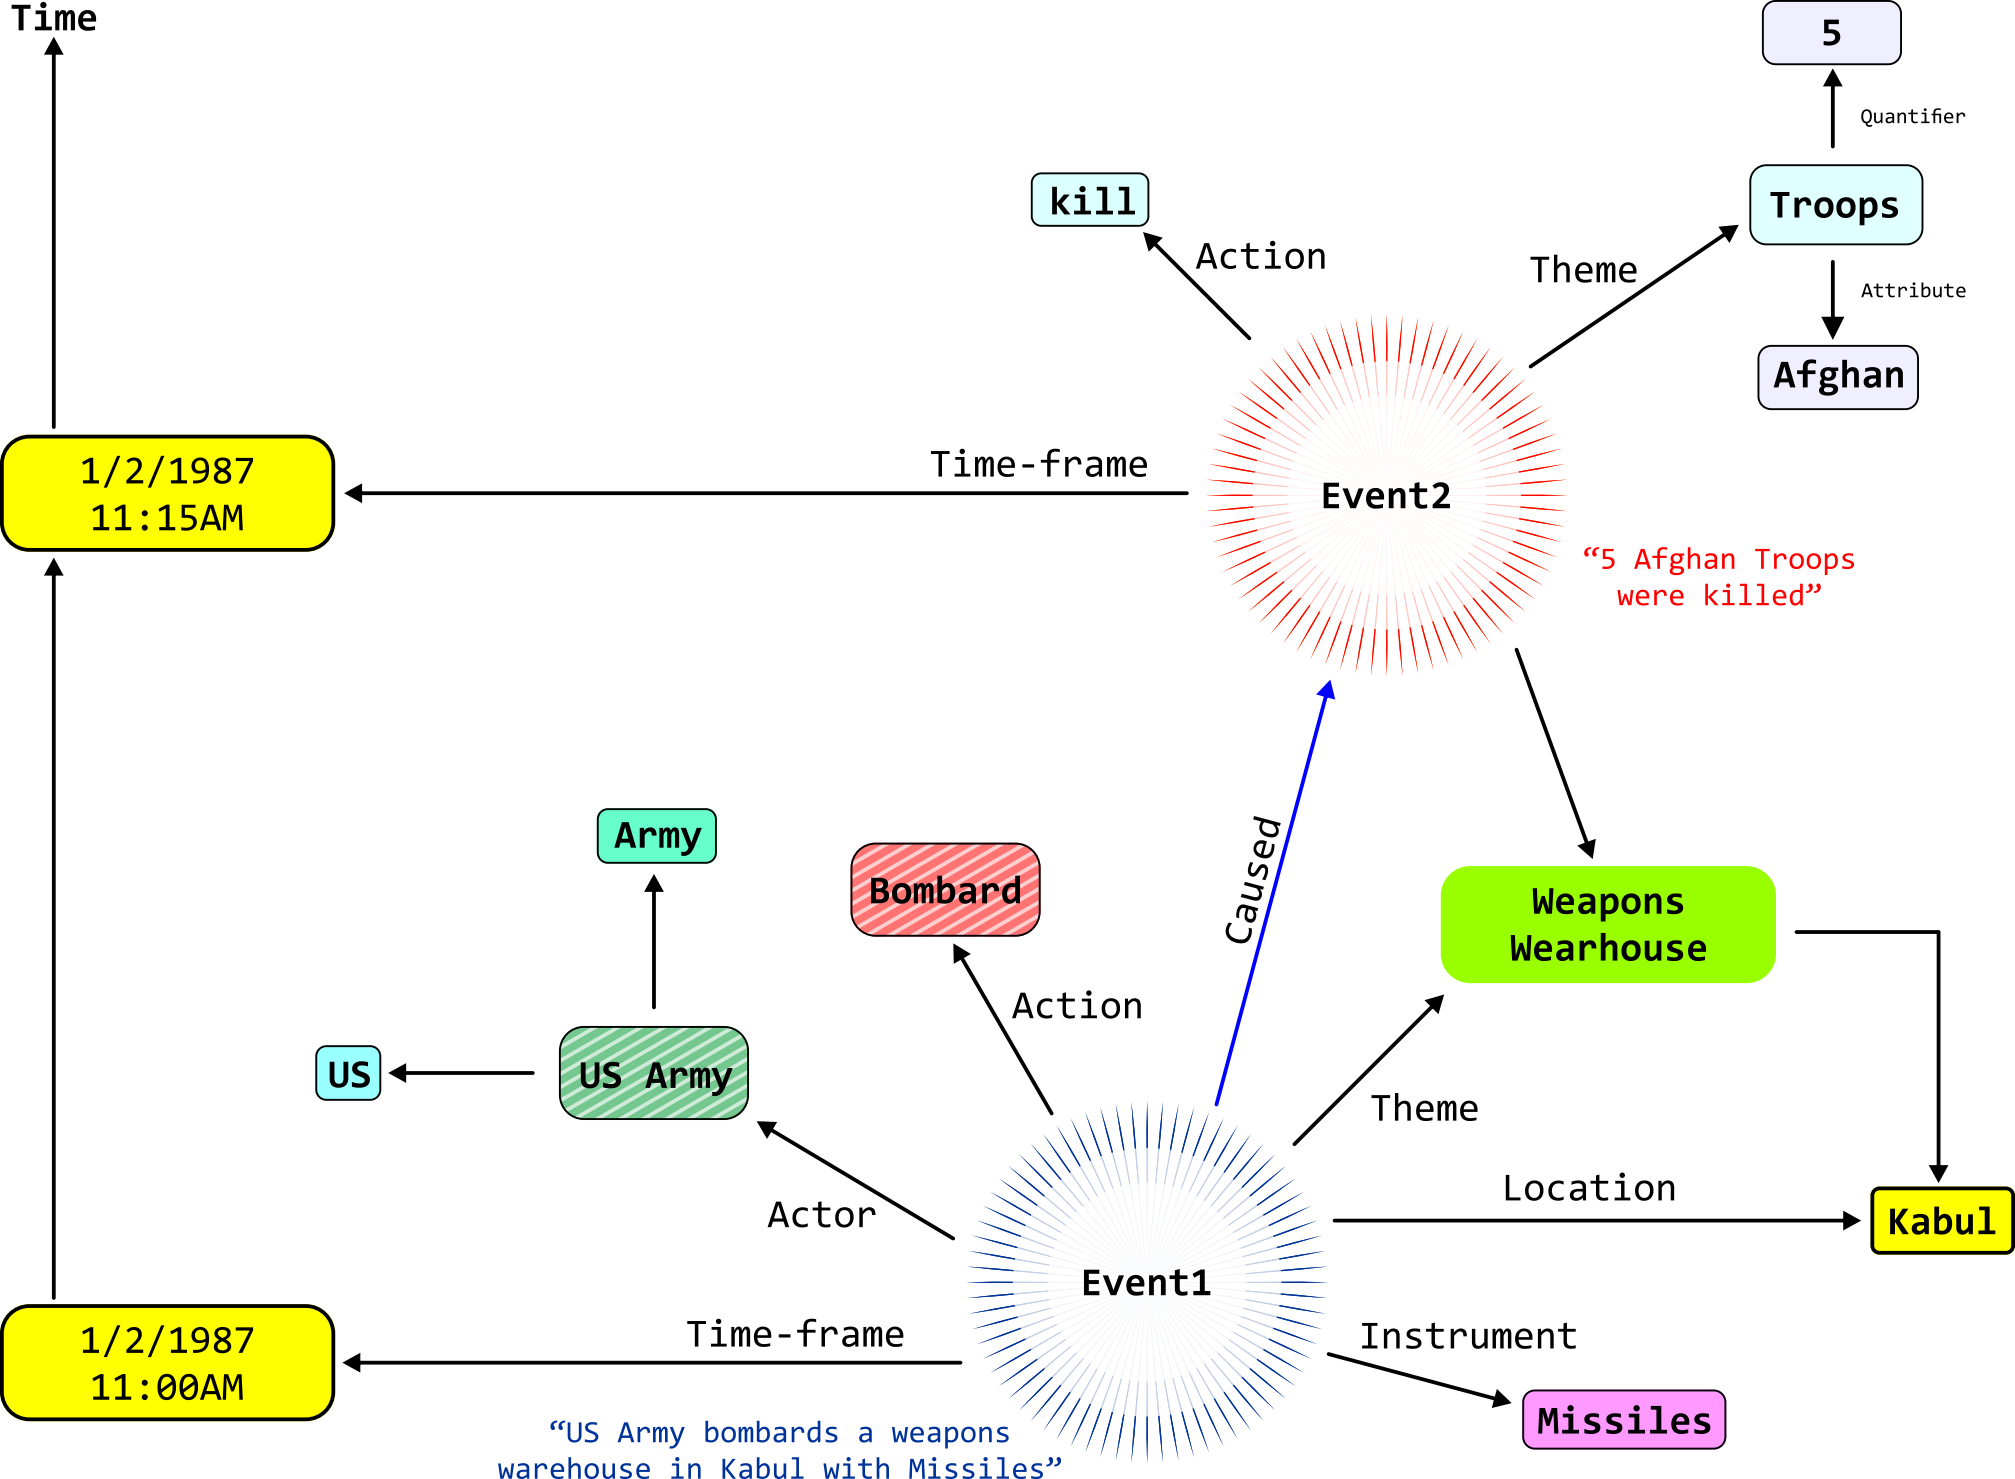 Time
5
Quantifier
kill
Troops
Action
Theme
Attribute
Afghan
1/2/1987
11:15AM
Time-frame
Event2
“5 Afghan Troops
were killed”
Army
Bombard
Caused
Weapons
Wearhouse
Action
US
US Army
Theme
Actor
Location
Kabul
Event1
1/2/1987
11:00AM
Time-frame
Instrument
Missiles
“US Army bombards a weapons
warehouse in Kabul with Missiles”